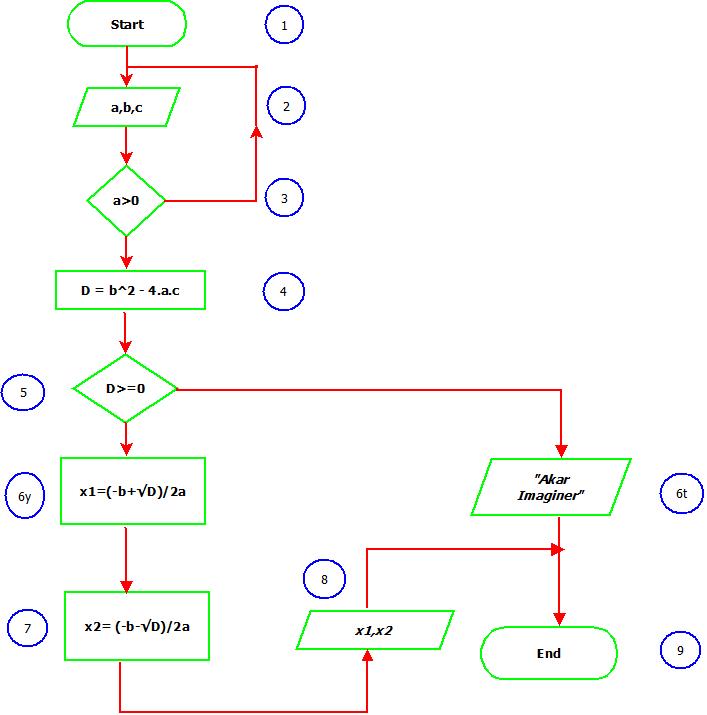 Start
1
a,b,c
2
a>0
3
D = b^2 - 4.a.c
4
D>=0
5
x1=(-b+√D)/2a
6y
"Akar
Imaginer"
6t
x2= (-b-√D)/2a
7
x1,x2
8
End
9